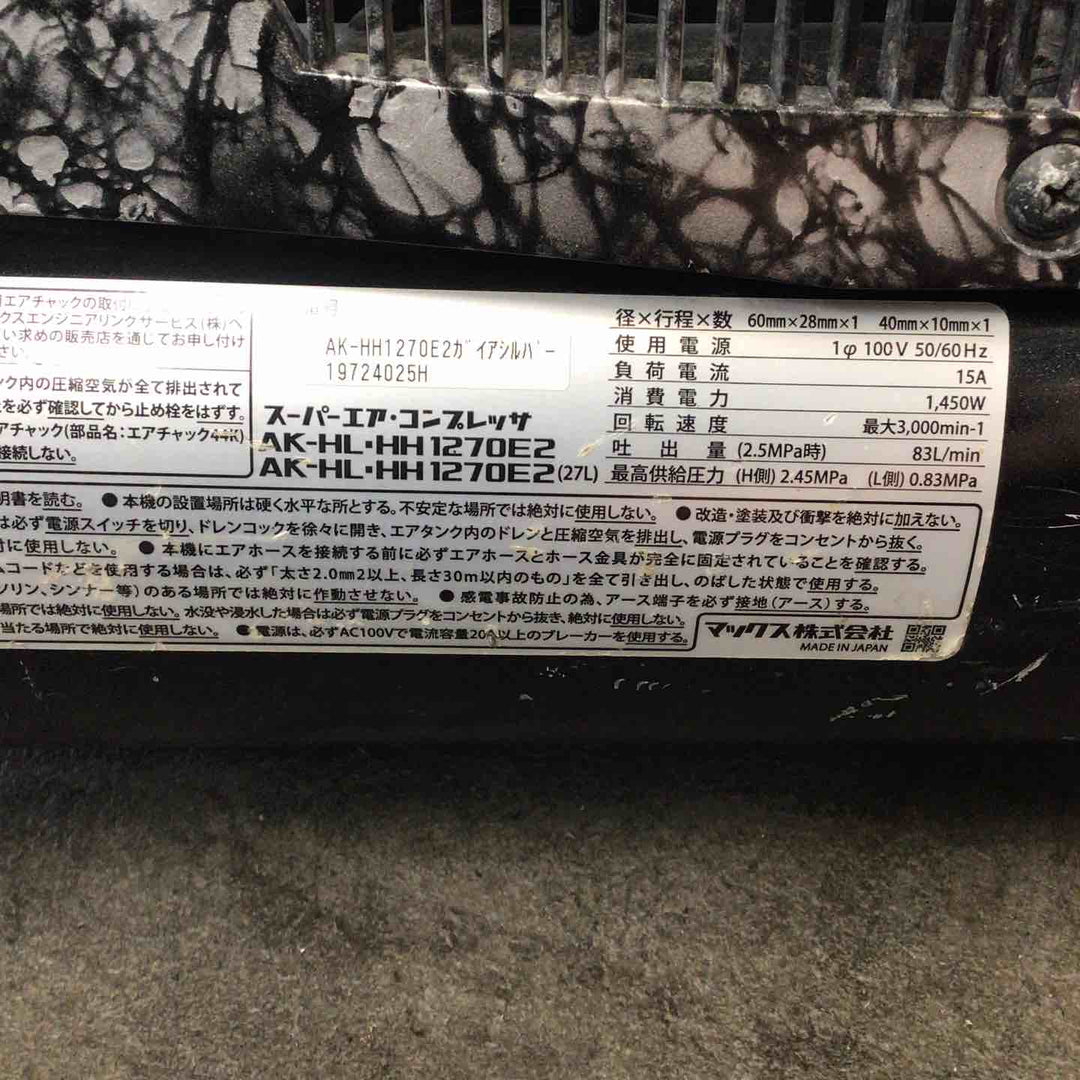 エアチャックの取付
クスエンジニアリングサービス(株)へ
い求めの販売店を通してお申し付け
さい。
ンク内の圧縮空気が全て排出されて
を必ず確認してから止め栓をはずす。
アチャック(部品名:エアチャック44K)
接続しない。
AK-HH1270E2ガイアシルバー
19724025H
スーパーエア・コンプレッサ
AK-HL・HH1270E2
AK-HL・HH1270E2(27L)
径×行程×数 60mm×28mm×1 40mm×10mm×1
使用電源 1φ 100V 50/60Hz
負荷電流 15A
消費電力 1,450W
回転速度 最大3,000min-1
吐出量 (2.5MPa時) 83L/min
最高供給圧力 (H側) 2.45MPa (L側) 0.83MPa
明書を読む。 ●本機の設置場所は硬く水平な所とする。不安定な場所では絶対に使用しない。 ●改造・塗装及び衝撃を絶対に加えない。
は必ず電源スイッチを切り、ドレンコックを徐々に開き、エアタンク内のドレンと圧縮空気を排出し、電源プラグをコンセントから抜く。
対に使用しない。 ●本機にエアホースを接続する前に必ずエアホースとホース金具が完全に固定されていることを確認する。
ムコードなどを使用する場合は、必ず「太さ2.0mm2以上、長さ30m以内のもの」を全て引き出し、のばした状態で使用する。
ソリン、シンナー等)のある場所では絶対に作動させない。 ●感電事故防止の為、アース端子を必ず接地(アース)する。
場所では絶対に使用しない。水没や浸水した場合は必ず電源プラグをコンセントから抜き、絶対に使用しない。
当たる場所で絶対に使用しない。 ●電源は、必ずAC100Vで電流容量20A以上のブレーカーを使用する。
マックス株式会社
MADE IN JAPAN